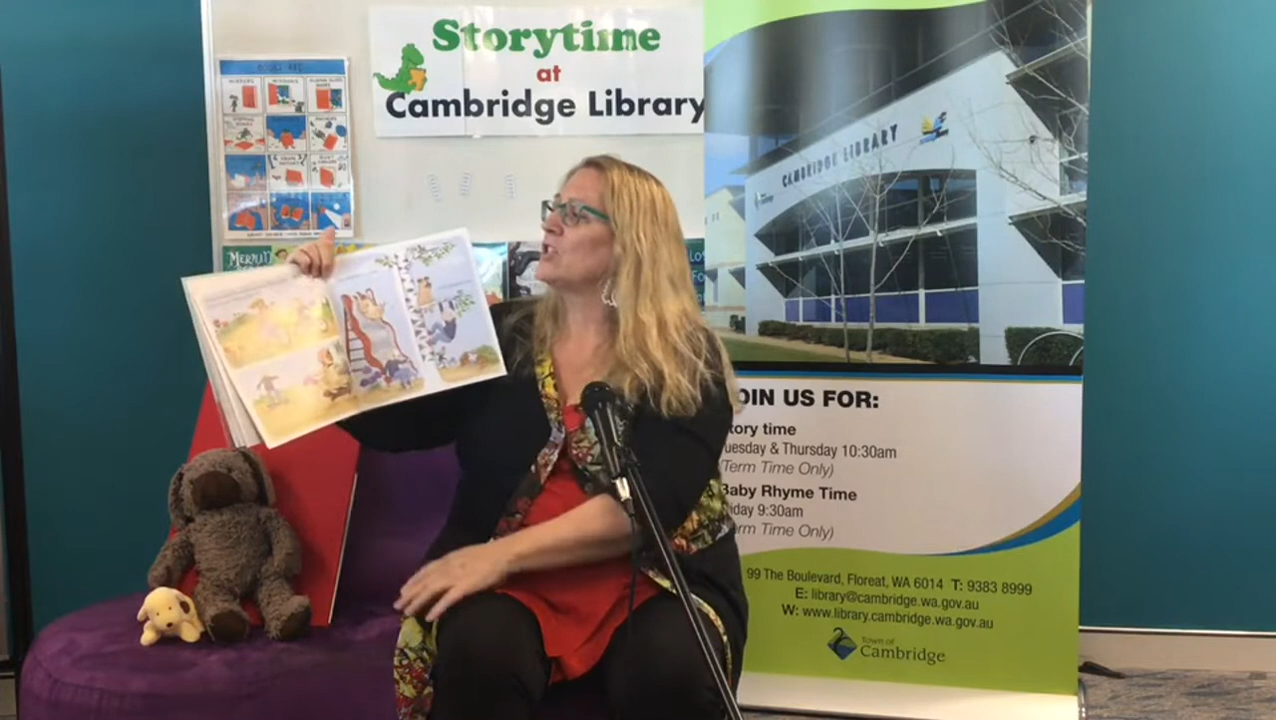 Storytime
at
Cambridge Library
CAMBRIDGE LIBRARY
OIN US FOR:
tory time
uesday & Thursday 10:30am
(Term Time Only)
Baby Rhyme Time
iday 9:30am
rm Time Only)
99 The Boulevard, Floreat, WA 6014 T: 9383 8999
E: library@cambridge.wa.gov.au
W: www.library.cambridge.wa.gov.au
Town of
Cambridge